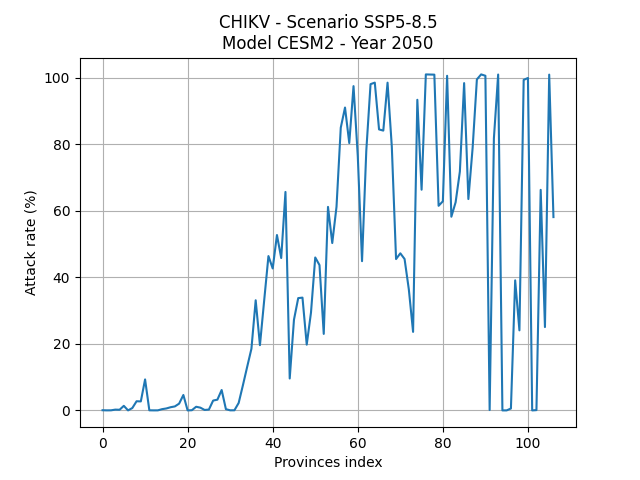 CHIKV - Scenario SSP5-8.5
Model CESM2 - Year 2050
100
80
60
40
20
0
Attack rate (%)
0 20 40 60 80 100
Provinces index